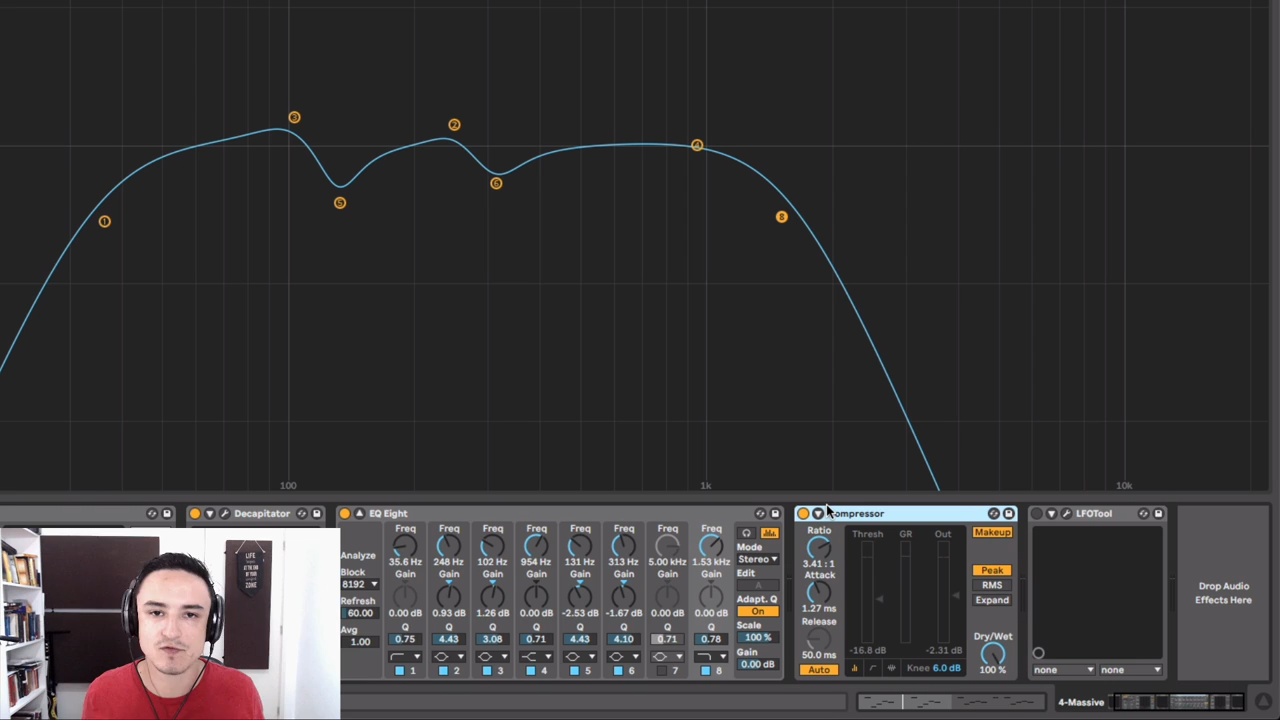 3
2
4
6
5
1
8
100
1k
10k
Decapitator
EQ Eight
Compressor
LFOTool
Analyze
Block
8192
Refresh
60.00
Avg
1.00
Freq Freq Freq Freq Freq Freq Freq Freq
35.6 Hz 248 Hz 102 Hz 954 Hz 131 Hz 313 Hz 5.00 kHz 1.53 kHz
Gain Gain Gain Gain Gain Gain Gain Gain
0.00 dB 0.93 dB 1.26 dB 0.00 dB -2.53 dB -1.67 dB 0.00 dB 0.00 dB
Q Q Q Q Q Q Q Q
0.75 4.43 3.08 0.71 4.43 4.10 0.71 0.78
1 2 3 4 5 6 7 8
Mode
Stereo
Edit
A
Adapt. Q
On
Scale
100 %
Gain
0.00 dB
Ratio
3.41 : 1
Attack
1.27 ms
Release
50.0 ms
Auto
Thresh GR Out
-16.8 dB -2.31 dB
Knee 6.0 dB
Makeup
Peak
RMS
Expand
Dry/Wet
100 %
none none
Drop Audio
Effects Here
LIFE
ZONE
4-Massive